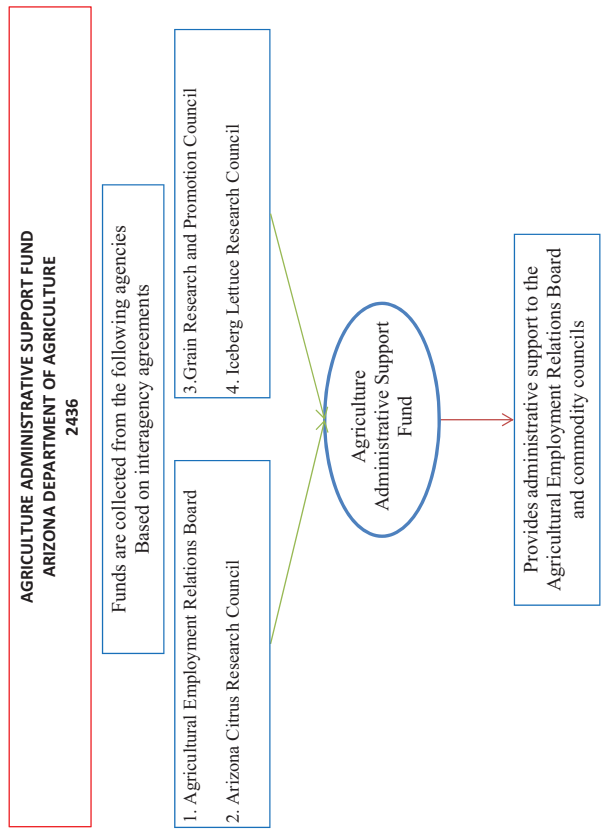 AGRICULTURE ADMINISTRATIVE SUPPORT FUND
ARIZONA DEPARTMENT OF AGRICULTURE
2436
Funds are collected from the following agencies
Based on interagency agreements
1. Agricultural Employment Relations Board
2. Arizona Citrus Research Council
3.Grain Research and Promotion Council
4. Iceberg Lettuce Research Council
Agriculture
Administrative Support
Fund
Provides administrative support to the
Agricultural Employment Relations Board
and commodity councils